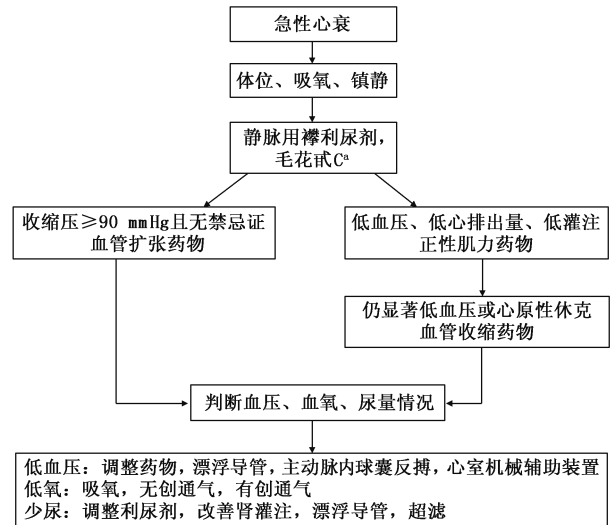 急性心衰
体位、吸氧、镇静
静脉用襻利尿剂，
毛花甙Cᵃ
收缩压≥90 mmHg且无禁忌证
血管扩张药物
低血压、低心排出量、低灌注
正性肌力药物
仍显著低血压或心原性休克
血管收缩药物
判断血压、血氧、尿量情况
低血压：调整药物，漂浮导管，主动脉内球囊反搏，心室机械辅助装置
低氧：吸氧，无创通气，有创通气
少尿：调整利尿剂，改善肾灌注，漂浮导管，超滤